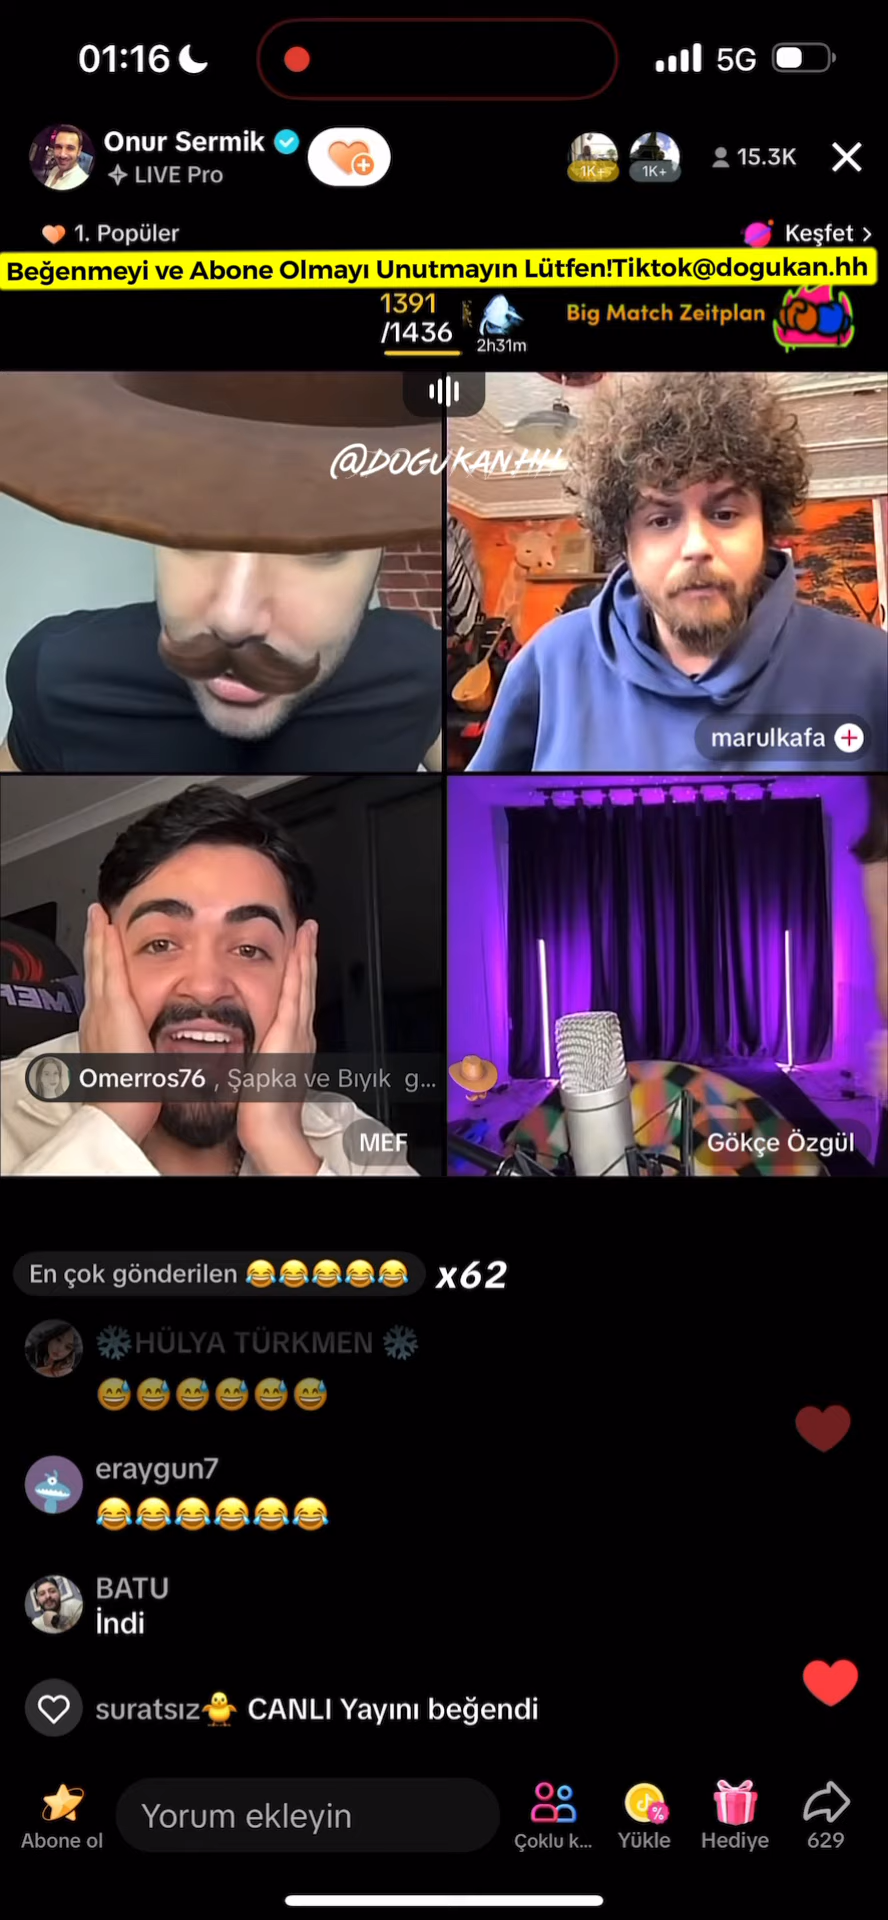 01:16
5G
Onur Sermik
LIVE Pro
1K+
1K+
15.3K
1. Popüler
Keşfet >
Beğenmeyi ve Abone Olmayı Unutmayın Lütfen!Tiktok@dogukan.hh
1391
/1436
2h31m
Big Match Zeitplan
@DOGUKAN.HH
marulkafa
Omerros76 , Şapka ve Bıyık g...
MEF
Gökçe Özgül
En çok gönderilen 😂😂😂😂😂 x62
❄️HÜLYA TÜRKMEN ❄️
😅😅😅😅😅😅
eraygun7
😂😂😂😂😂😂
BATU
İndi
suratsız🐥 CANLI Yayını beğendi
Abone ol
Yorum ekleyin
Çoklu k...
Yükle
Hediye
629